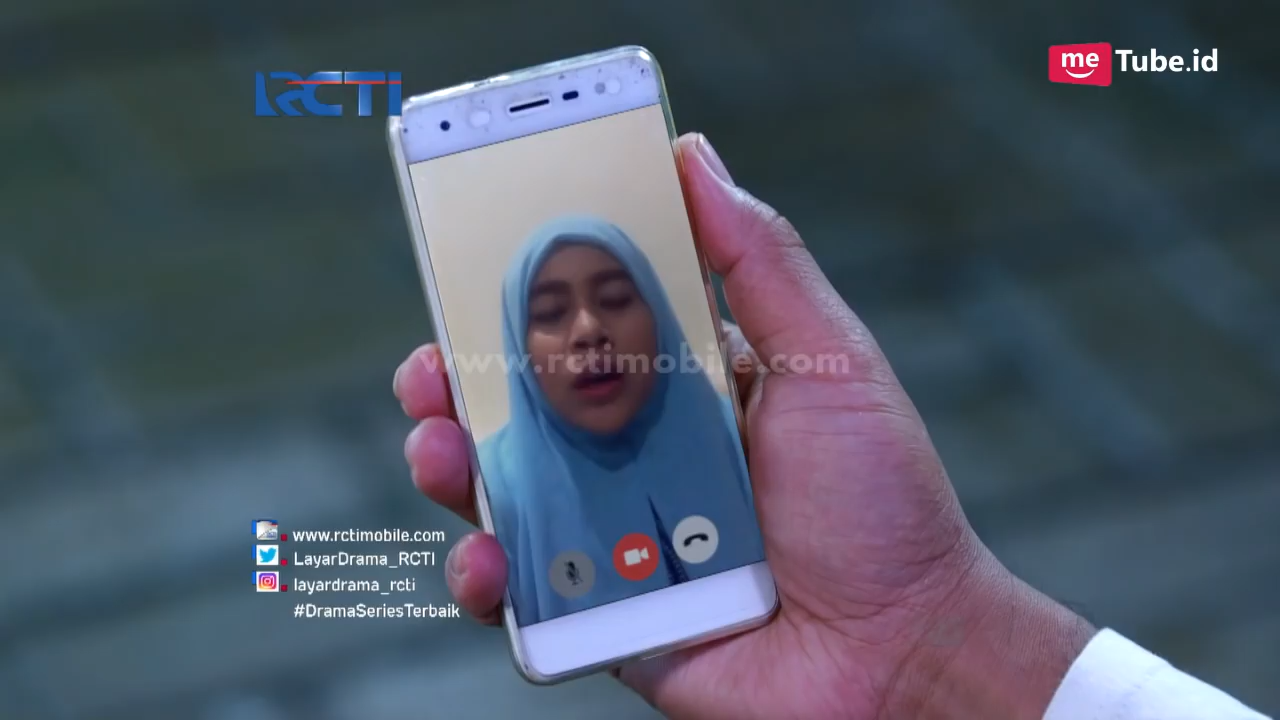 RCTI
me Tube.id
www.rctimobile.com
www.rctimobile.com
LayarDrama_RCTI
layardrama_rcti
#DramaSeriesTerbaik